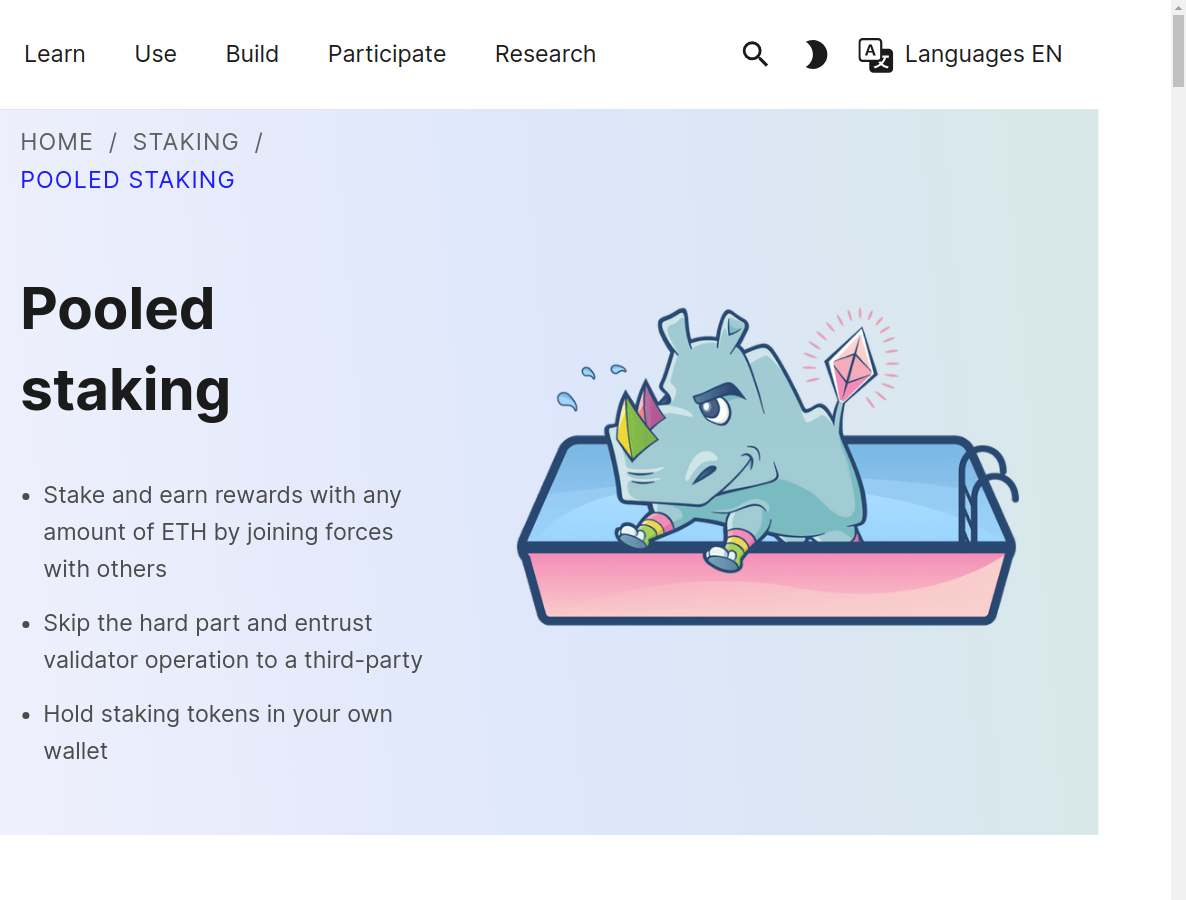 Learn Use Build Participate Research Languages EN
HOME / STAKING /
POOLED STAKING
Pooled
staking
• Stake and earn rewards with any
amount of ETH by joining forces
with others
• Skip the hard part and entrust
validator operation to a third-party
• Hold staking tokens in your own
wallet